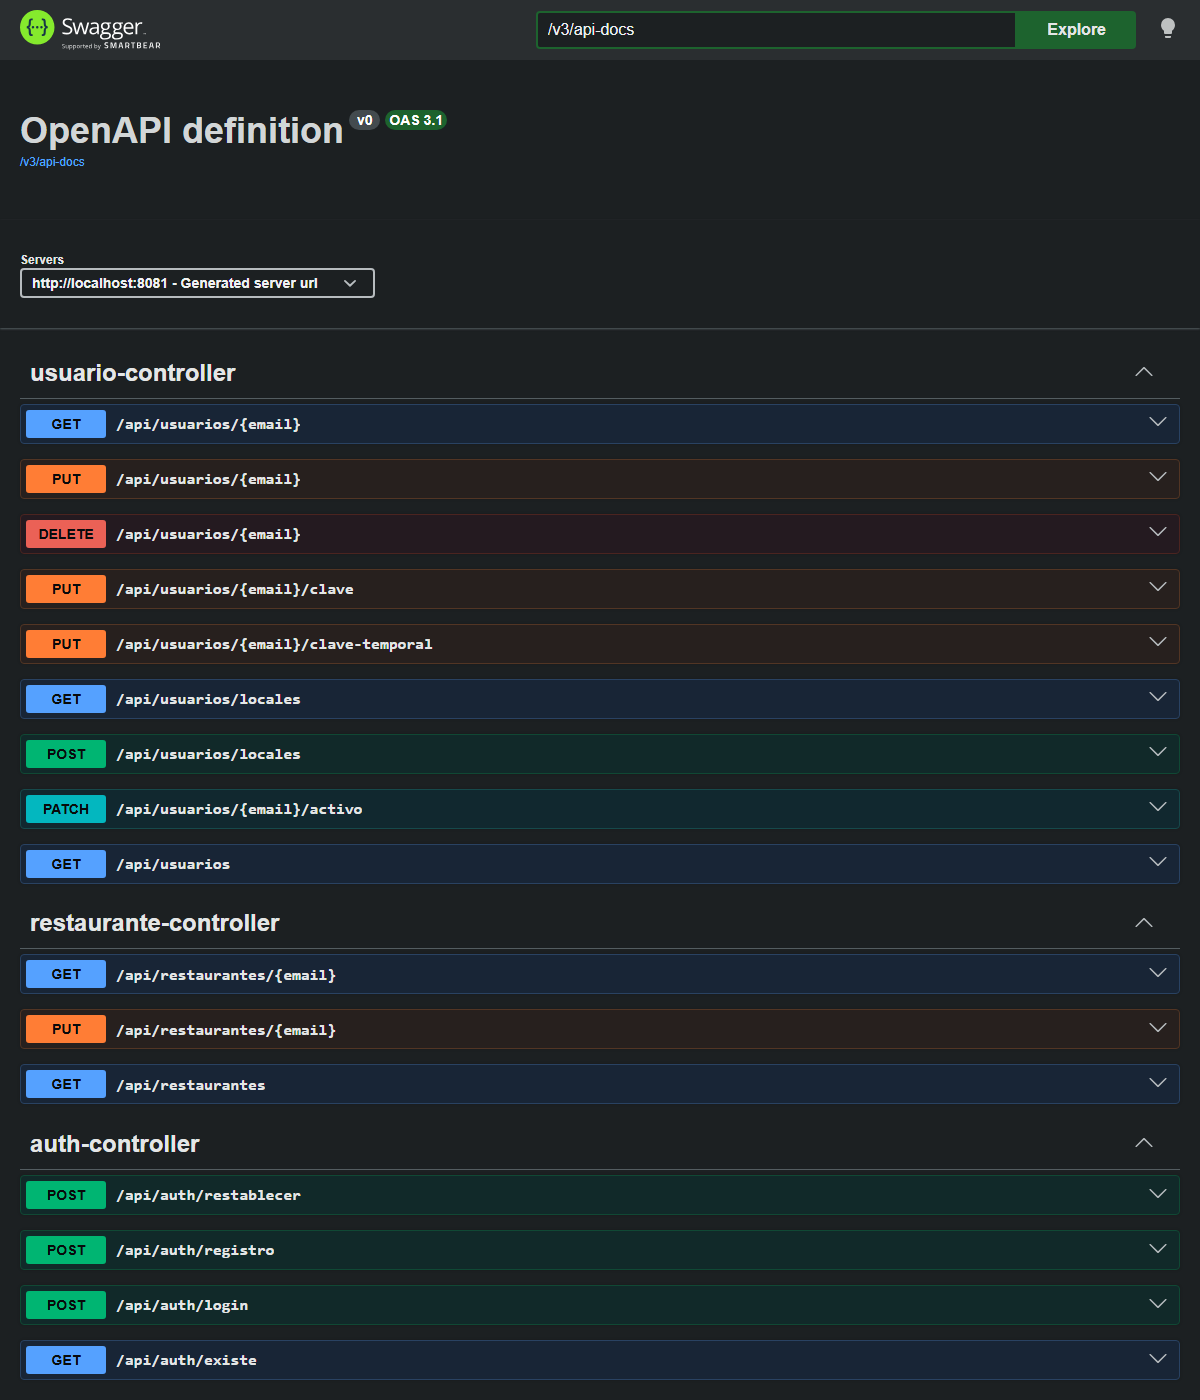 Swagger
Supported by SMARTBEAR
/v3/api-docs
Explore
OpenAPI definition v0 OAS 3.1
/v3/api-docs
Servers
http://localhost:8081 - Generated server url
usuario-controller
GET /api/usuarios/{email}
PUT /api/usuarios/{email}
DELETE /api/usuarios/{email}
PUT /api/usuarios/{email}/clave
PUT /api/usuarios/{email}/clave-temporal
GET /api/usuarios/locales
POST /api/usuarios/locales
PATCH /api/usuarios/{email}/activo
GET /api/usuarios
restaurante-controller
GET /api/restaurantes/{email}
PUT /api/restaurantes/{email}
GET /api/restaurantes
auth-controller
POST /api/auth/restablecer
POST /api/auth/registro
POST /api/auth/login
GET /api/auth/existe